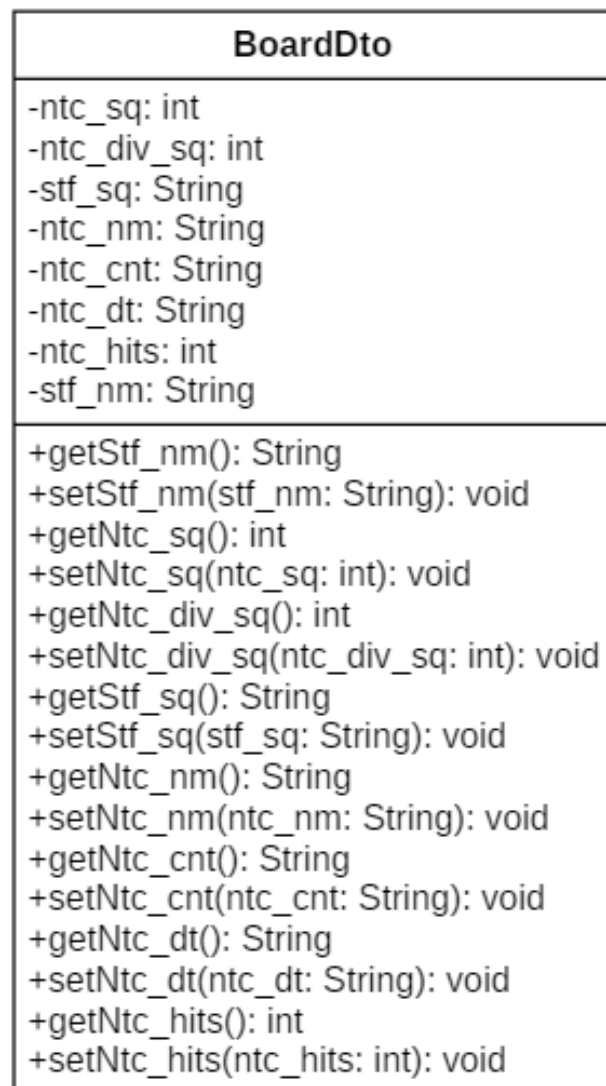 BoardDto
-ntc_sq: int
-ntc_div_sq: int
-stf_sq: String
-ntc_nm: String
-ntc_cnt: String
-ntc_dt: String
-ntc_hits: int
-stf_nm: String
+getStf_nm(): String
+setStf_nm(stf_nm: String): void
+getNtc_sq(): int
+setNtc_sq(ntc_sq: int): void
+getNtc_div_sq(): int
+setNtc_div_sq(ntc_div_sq: int): void
+getStf_sq(): String
+setStf_sq(stf_sq: String): void
+getNtc_nm(): String
+setNtc_nm(ntc_nm: String): void
+getNtc_cnt(): String
+setNtc_cnt(ntc_cnt: String): void
+getNtc_dt(): String
+setNtc_dt(ntc_dt: String): void
+getNtc_hits(): int
+setNtc_hits(ntc_hits: int): void